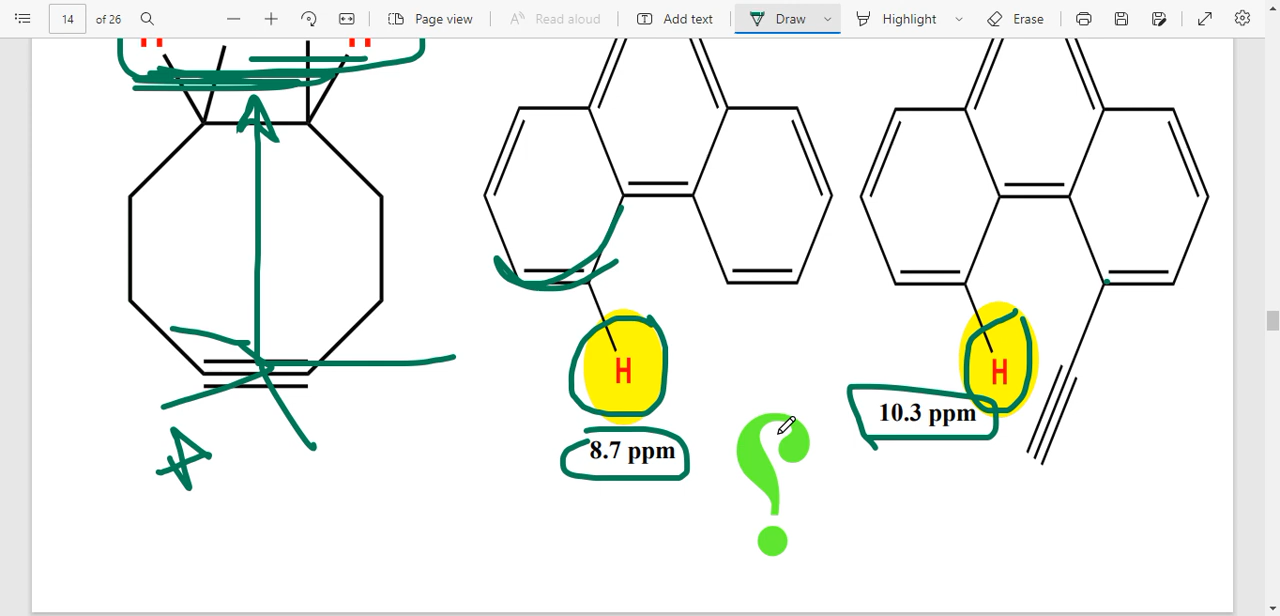 14 of 26 Page view Read aloud Add text Draw Highlight Erase
H H
H
H
8.7 ppm
10.3 ppm
?